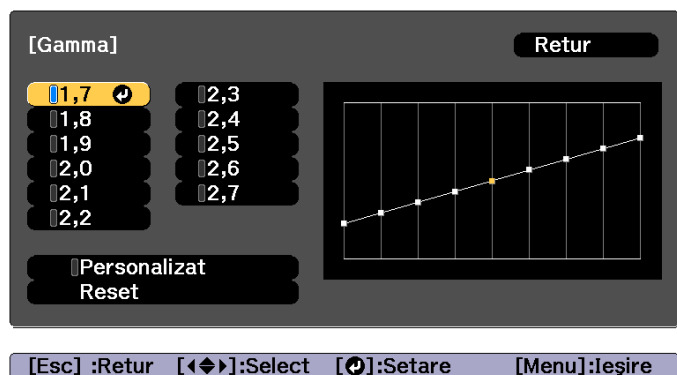 [Gamma] Retur
1,7 2,3
1,8 2,4
1,9 2,5
2,0 2,6
2,1 2,7
2,2
Personalizat
Reset
[Esc] :Retur []:Select []:Setare [Menu]:Ieşire